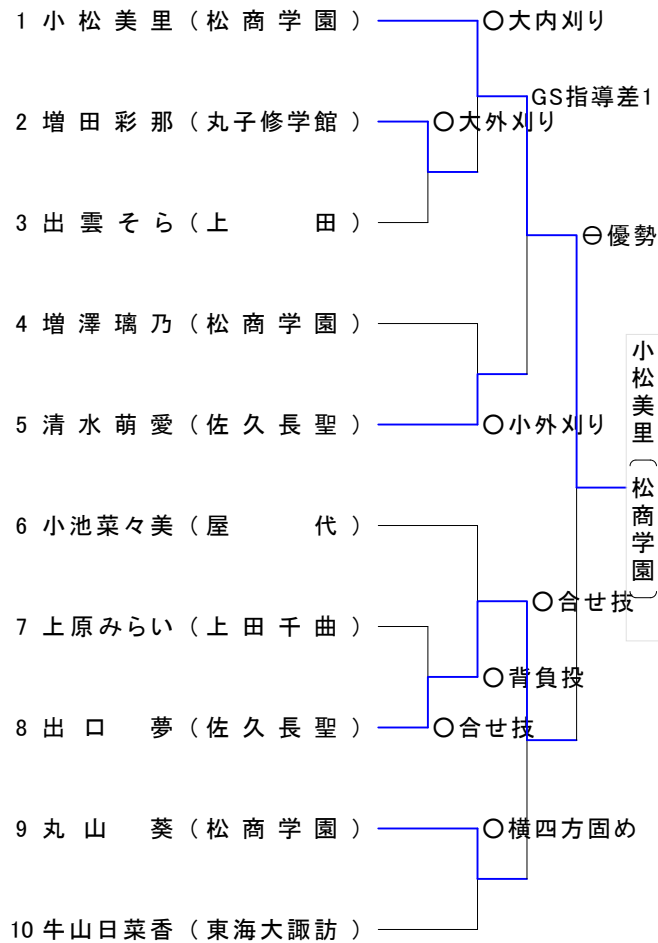 1 小松美里（松商学園） ○大内刈り
GS指導差1
2 増田彩那（丸子修学館） ○大外刈り
3 出雲そら（上田）
⊖優勢
4 増澤璃乃（松商学園）
小松美里（松商学園）
5 清水萌愛（佐久長聖） ○小外刈り
6 小池菜々美（屋代）
○合せ技
7 上原みらい（上田千曲）
○背負投
8 出口夢（佐久長聖） ○合せ技
9 丸山葵（松商学園） ○横四方固め
10 牛山日菜香（東海大諏訪）